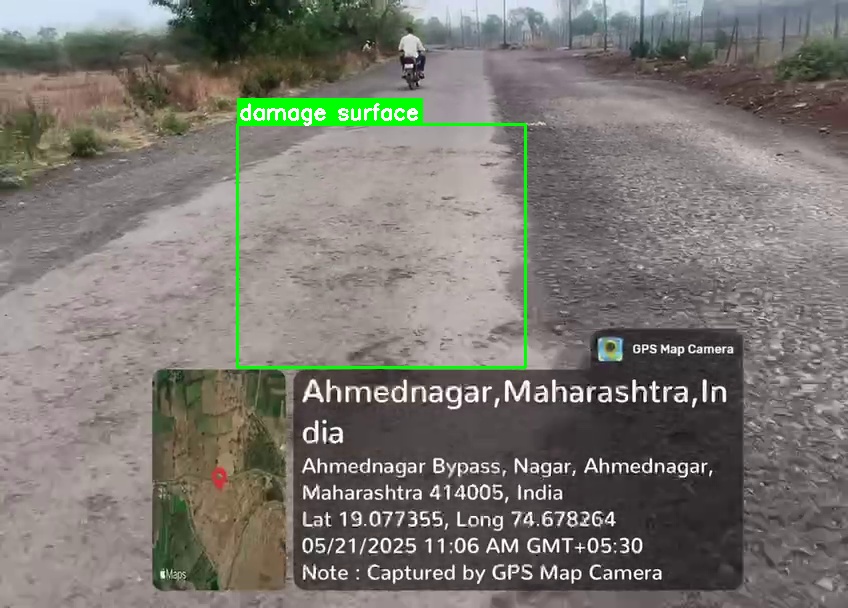 damage surface
GPS Map Camera
Ahmednagar,Maharashtra,In
dia
Ahmednagar Bypass, Nagar, Ahmednagar,
Maharashtra 414005, India
Lat 19.077355, Long 74.678264
05/21/2025 11:06 AM GMT+05:30
Note : Captured by GPS Map Camera
Maps